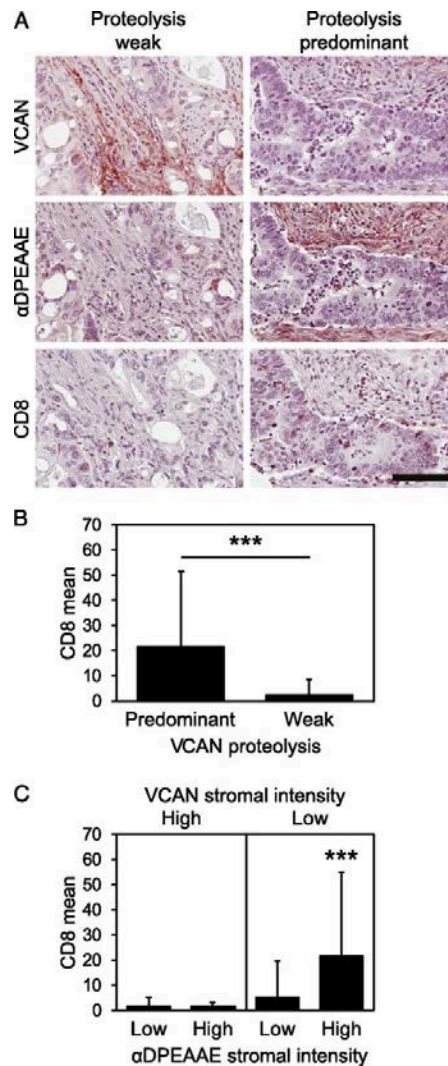 A
Proteolysis weak
Proteolysis predominant
VCAN
αDPEAAE
CD8
B
70
60
50
40
30
20
10
0
CD8 mean
***
Predominant
Weak
VCAN proteolysis
C
VCAN stromal intensity
High
Low
70
60
50
40
30
20
10
0
CD8 mean
***
Low
High
Low
High
αDPEAAE stromal intensity